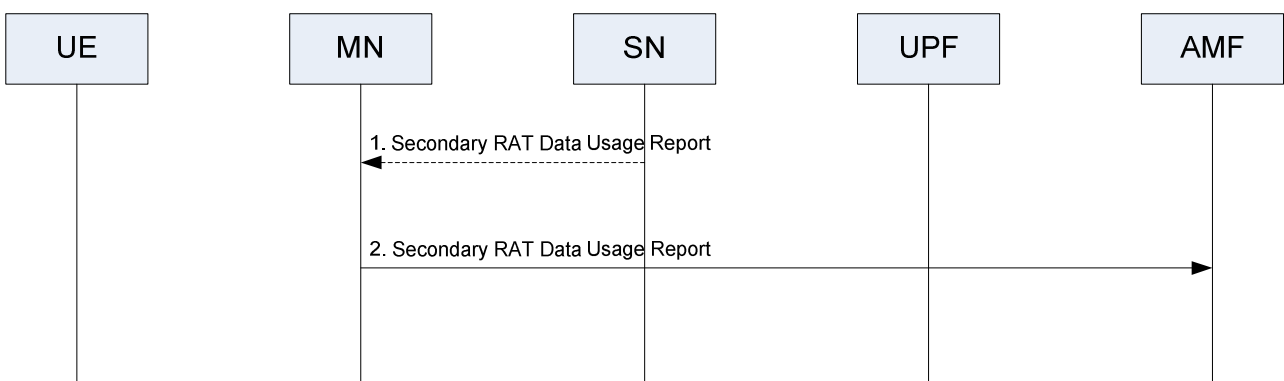 UE
MN
SN
UPF
AMF
1. Secondary RAT Data Usage Report
2. Secondary RAT Data Usage Report